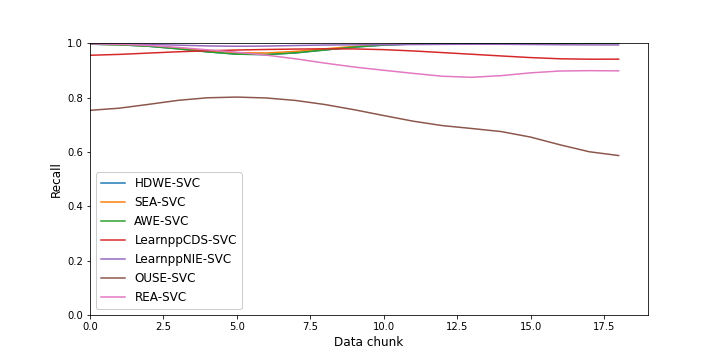 1.0
0.8
0.6
0.4
0.2
0.0
Recall
HDWE-SVC
SEA-SVC
AWE-SVC
LearnppCDS-SVC
LearnppNIE-SVC
OUSE-SVC
REA-SVC
0.0 2.5 5.0 7.5 10.0 12.5 15.0 17.5
Data chunk